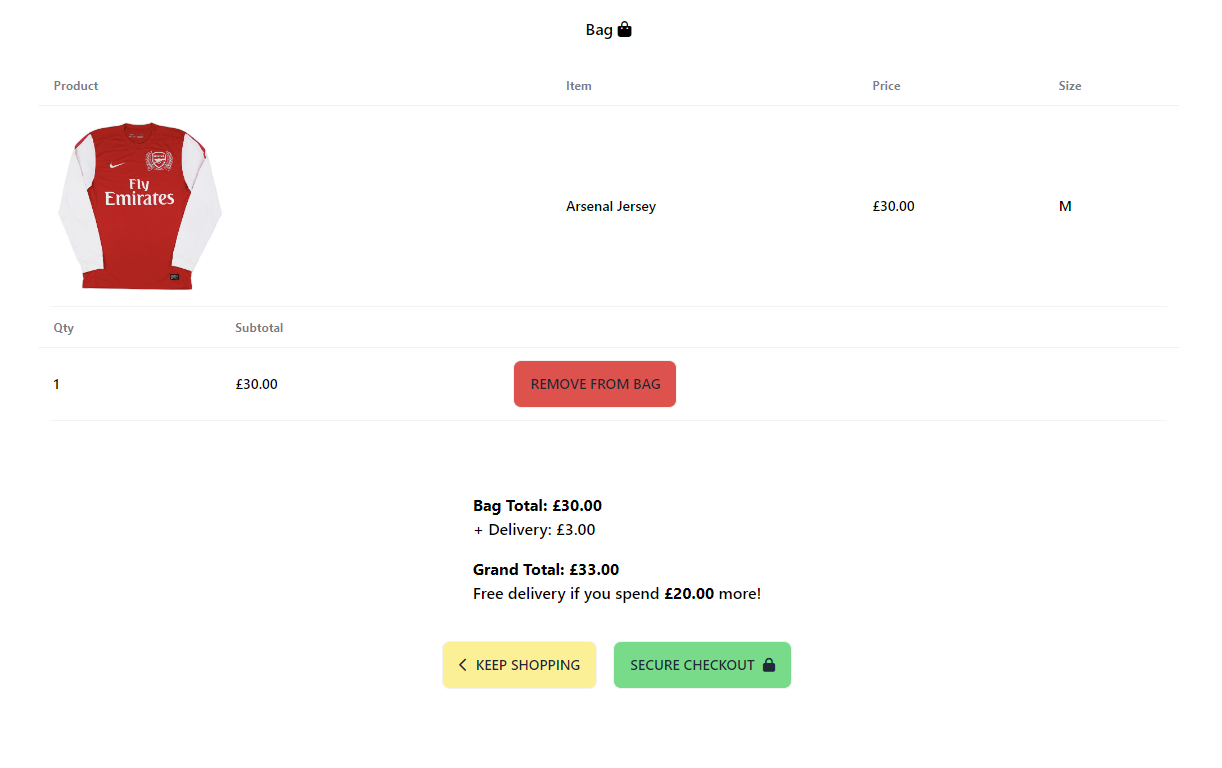 Bag
Product Item Price Size
Fly
Emirates
Arsenal Jersey £30.00 M
Qty Subtotal
1 £30.00 REMOVE FROM BAG
Bag Total: £30.00
+ Delivery: £3.00
Grand Total: £33.00
Free delivery if you spend £20.00 more!
KEEP SHOPPING SECURE CHECKOUT